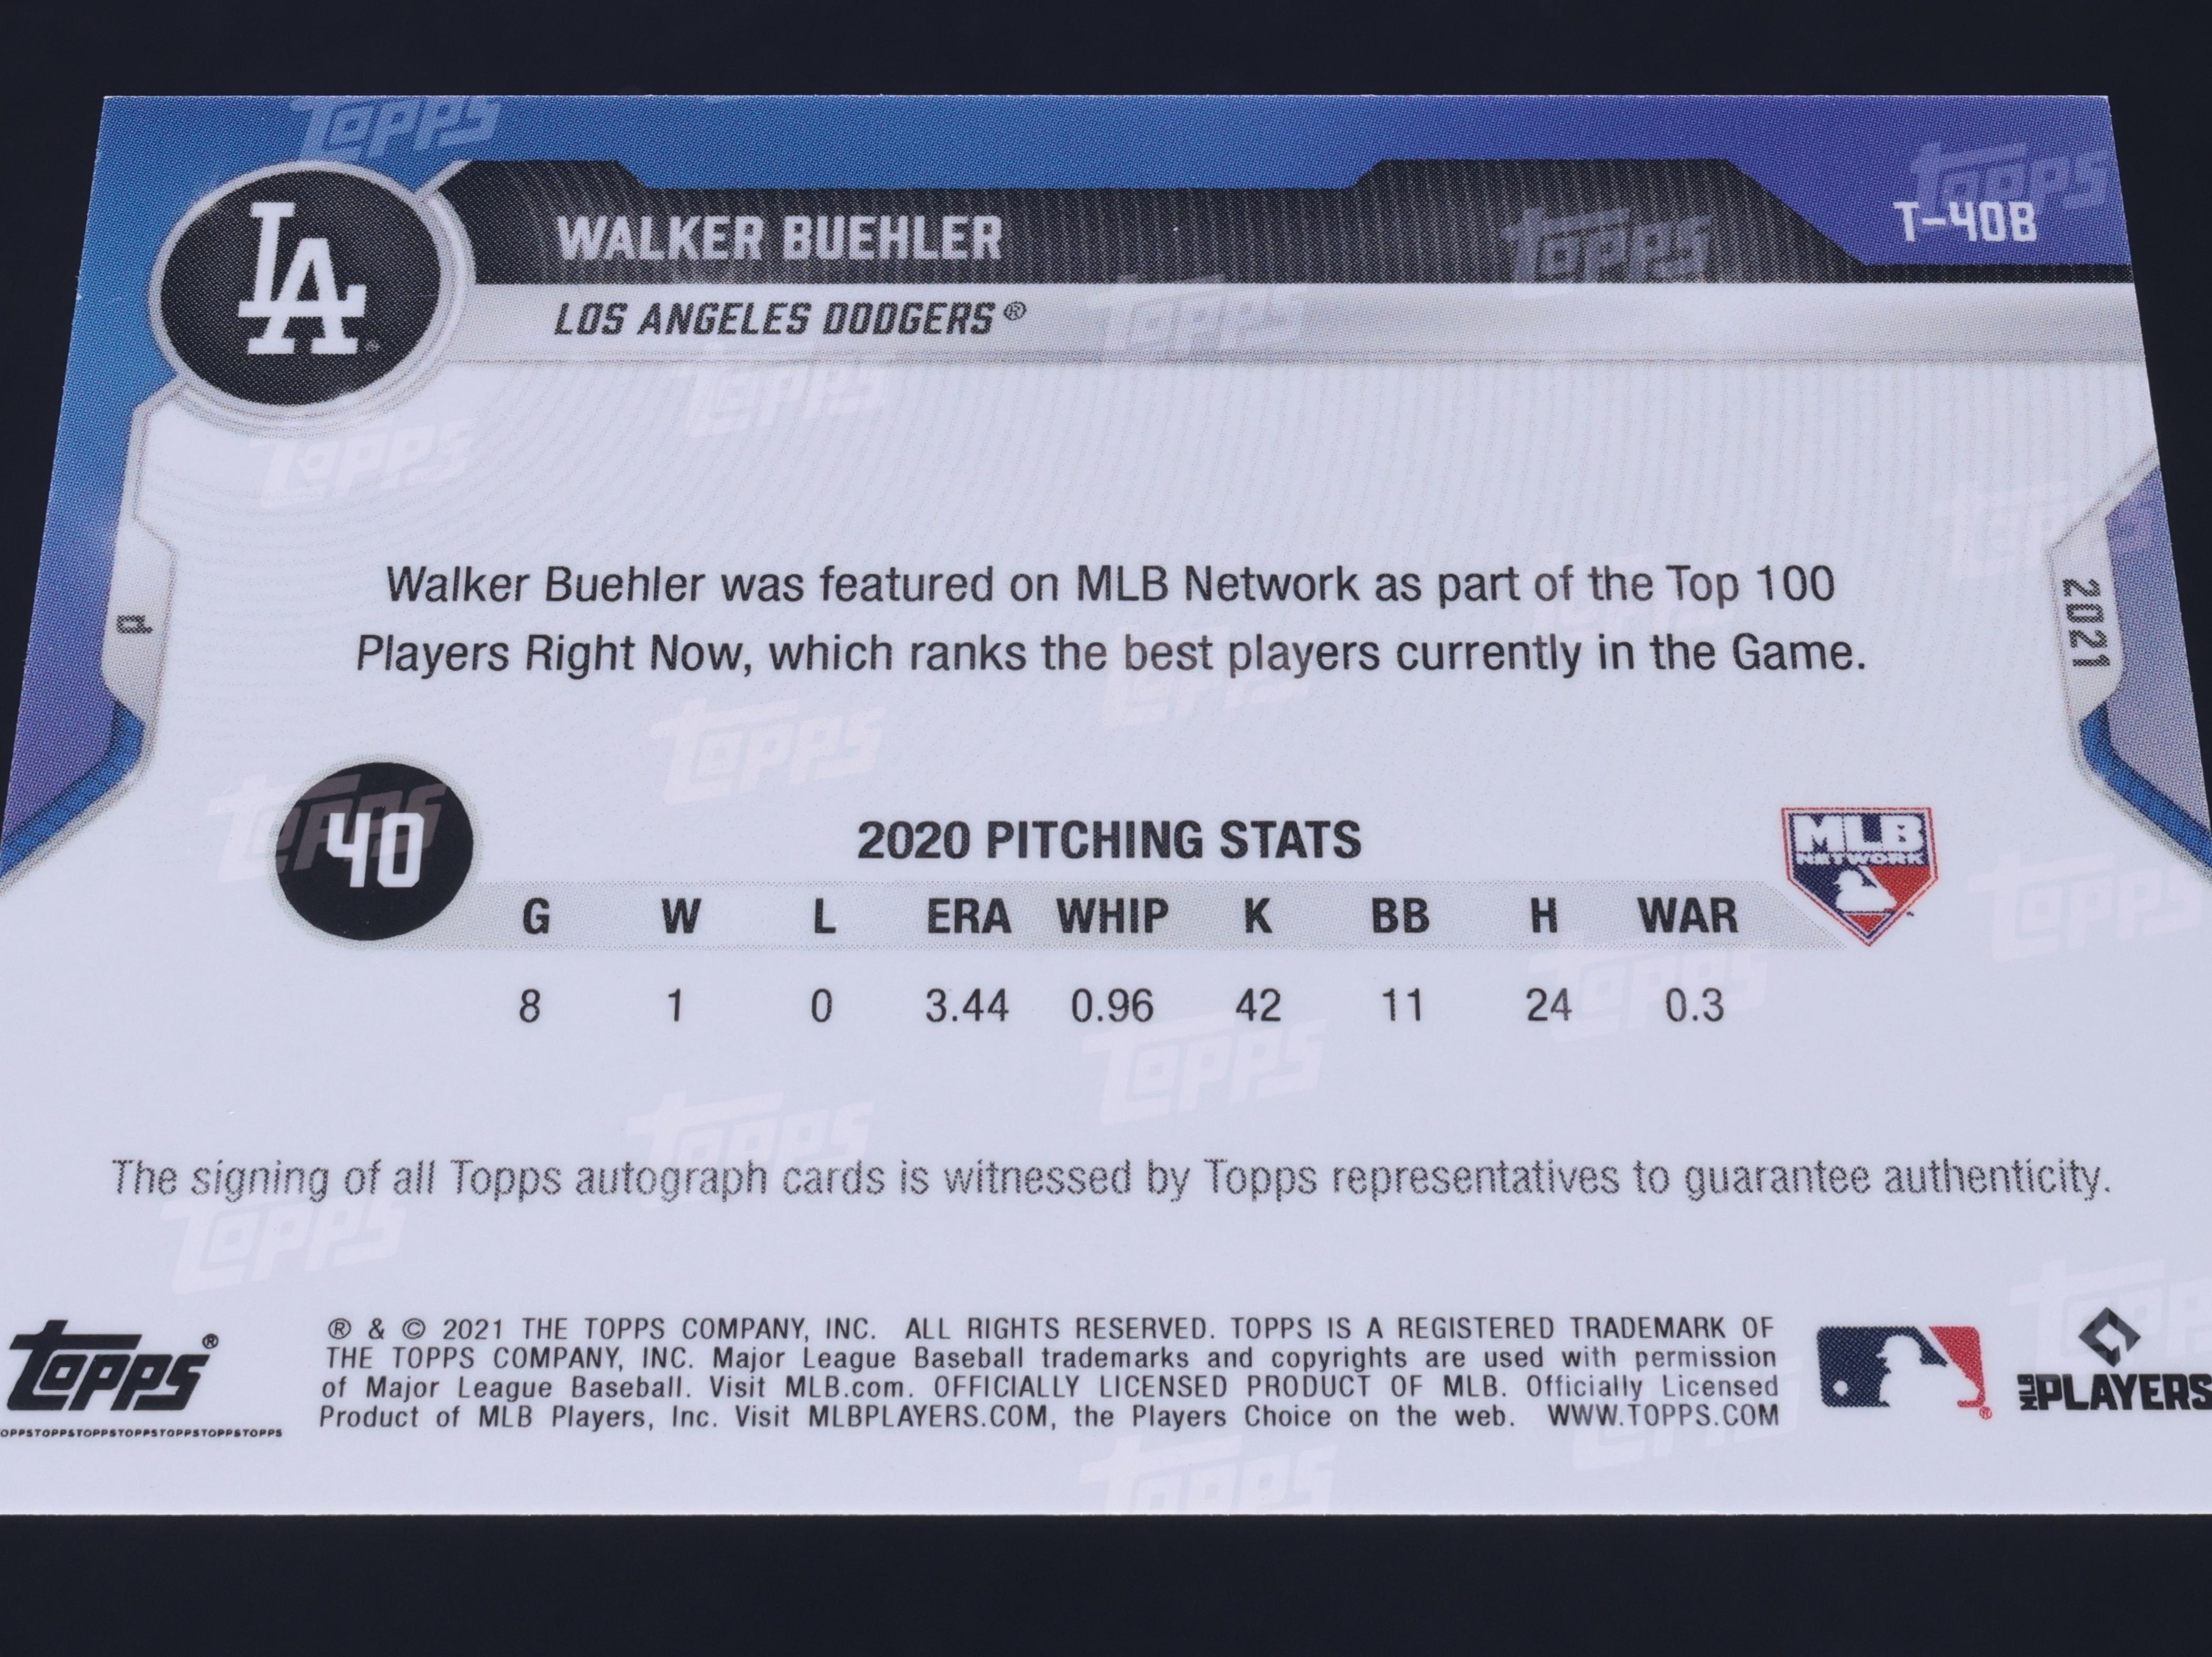 LA
WALKER BUEHLER
T-40B
LOS ANGELES DODGERS®
Walker Buehler was featured on MLB Network as part of the Top 100
Players Right Now, which ranks the best players currently in the Game.
2021
40
2020 PITCHING STATS
MLB
NETWORK
G W L ERA WHIP K BB H WAR
8 1 0 3.44 0.96 42 11 24 0.3
The signing of all Topps autograph cards is witnessed by Topps representatives to guarantee authenticity.
Topps®
OPPSTOPPSTOPPSTOPPSTOPPSTOPPSTOPPS
® & © 2021 THE TOPPS COMPANY, INC. ALL RIGHTS RESERVED. TOPPS IS A REGISTERED TRADEMARK OF
THE TOPPS COMPANY, INC. Major League Baseball trademarks and copyrights are used with permission
of Major League Baseball. Visit MLB.com. OFFICIALLY LICENSED PRODUCT OF MLB. Officially Licensed
Product of MLB Players, Inc. Visit MLBPLAYERS.COM, the Players Choice on the web. WWW.TOPPS.COM
MLB PLAYERS